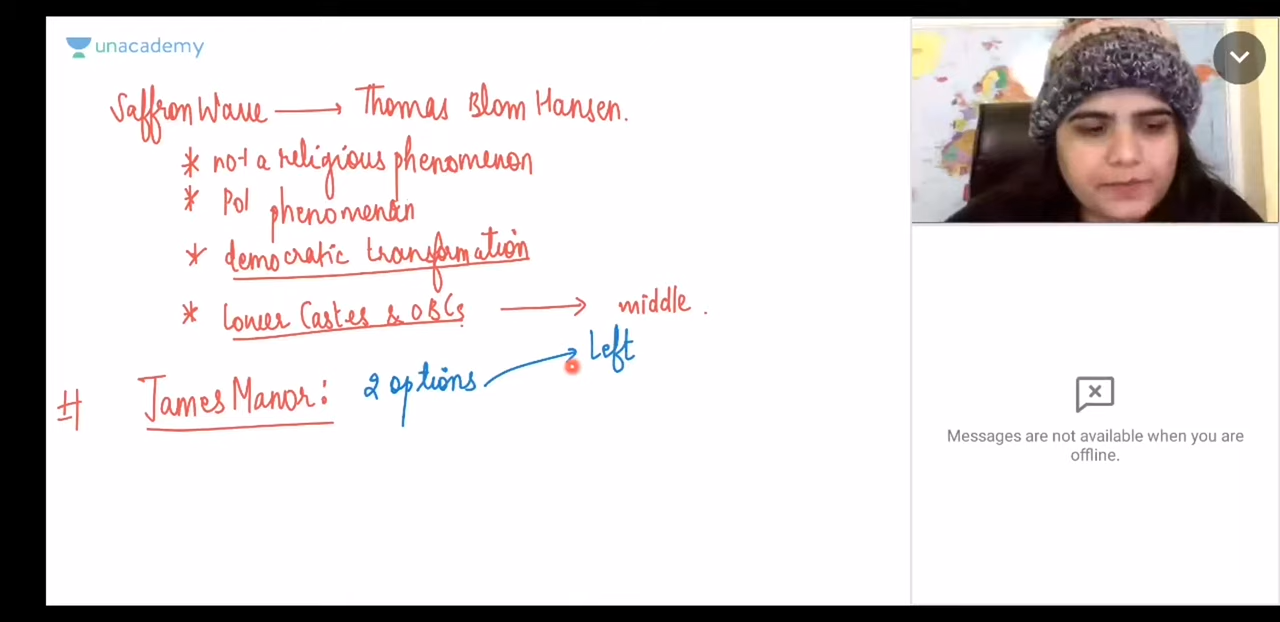 unacademy
Saffron Wave → Thomas Blom Hansen.
* not a religious phenomenon
* Pol phenomenon
* democratic transformation
* Lower Castes & OBCs → middle.
Left
# James Manor: 2 options →
Messages are not available when you are
offline.